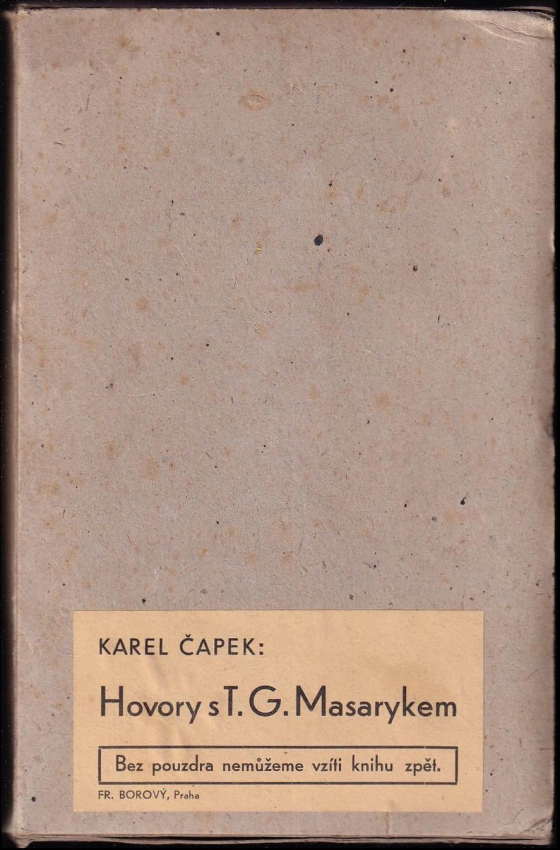 KAREL ČAPEK:
Hovory s T. G. Masarykem
Bez pouzdra nemůžeme vzíti knihu zpět.
FR. BOROVÝ, Praha